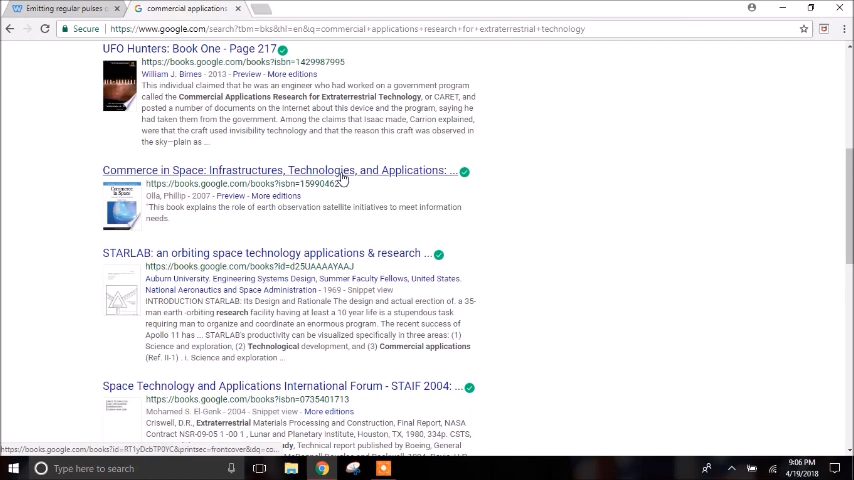 Emitting regular pulses o
commercial applications
Secure
https://www.google.com/search?tbm=bks&hl=en&q=commercial+applications+research+for+extraterrestrial+technology
UFO Hunters: Book One - Page 217
https://books.google.com/books?isbn=1429987995
William J. Birnes - 2013 - Preview - More editions
This individual claimed that he was an engineer who had worked on a government program
called the Commercial Applications Research for Extraterrestrial Technology, or CARET, and
posted a number of documents on the Internet about this device and the program, saying he
had taken them from the government. Among the claims that Isaac made, Carrion explained,
were that the craft used invisibility technology and that the reason this craft was observed in
the sky—plain as ...
Commerce in Space: Infrastructures, Technologies, and Applications: ...
https://books.google.com/books?isbn=15990462
Olla, Phillip - 2007 - Preview - More editions
"This book explains the role of earth observation satellite initiatives to meet information
needs.
STARLAB: an orbiting space technology applications & research ...
https://books.google.com/books?id=d25UAAAAYAAJ
Auburn University. Engineering Systems Design, Summer Faculty Fellows, United States.
National Aeronautics and Space Administration - 1969 - Snippet view
INTRODUCTION STARLAB: Its Design and Rationale The design and actual erection of. a 35-
man earth -orbiting research facility having at least a 10 year life is a stupendous task
requiring man to organize and coordinate an enormous program. The recent success of
Apollo 11 has ... STARLAB's productivity can be visualized specifically in three areas: (1)
Science and exploration, (2) Technological development, and (3) Commercial applications
(Ref. II-1) . i. Science and exploration ...
Space Technology and Applications International Forum - STAIF 2004: ...
https://books.google.com/books?isbn=0735401713
Mohamed S. El-Genk - 2004 - Snippet view - More editions
Criswell, D.R., Extraterrestrial Materials Processing and Construction, Final Report, NASA
Contract NSR-09-05 1 -00 1 , Lunar and Planetary institute, Houston, TX, 1980, 334p. CSTS,
dy, Technical report published by Boeing, General
https://books.google.com/books?id=RT1yDcbTP0YC&printsec=frontcover&dq=co...
Type here to search
9:06 PM
4/19/2018